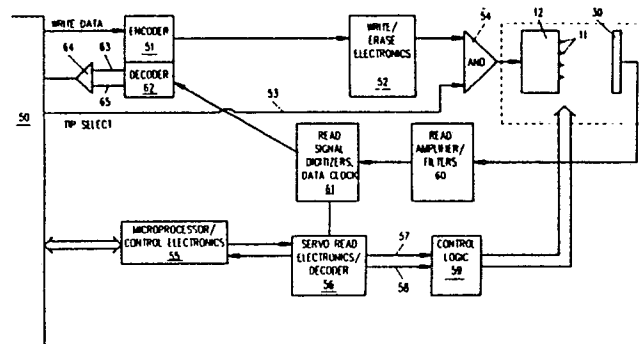 WRITE DATA
ENCODER
51
DECODER
62
64
63
65
WRITE/
ERASE
ELECTRONICS
52
54
AND
12
11
30
53
50
TIP SELECT
READ
SIGNAL
DIGITIZERS,
DATA CLOCK
61
READ
AMPLIFIER/
FILTERS
60
MICROPROCESSOR/
CONTROL ELECTRONICS
55
SERVO READ
ELECTRONICS/
DECODER
56
57
58
CONTROL
LOGIC
59